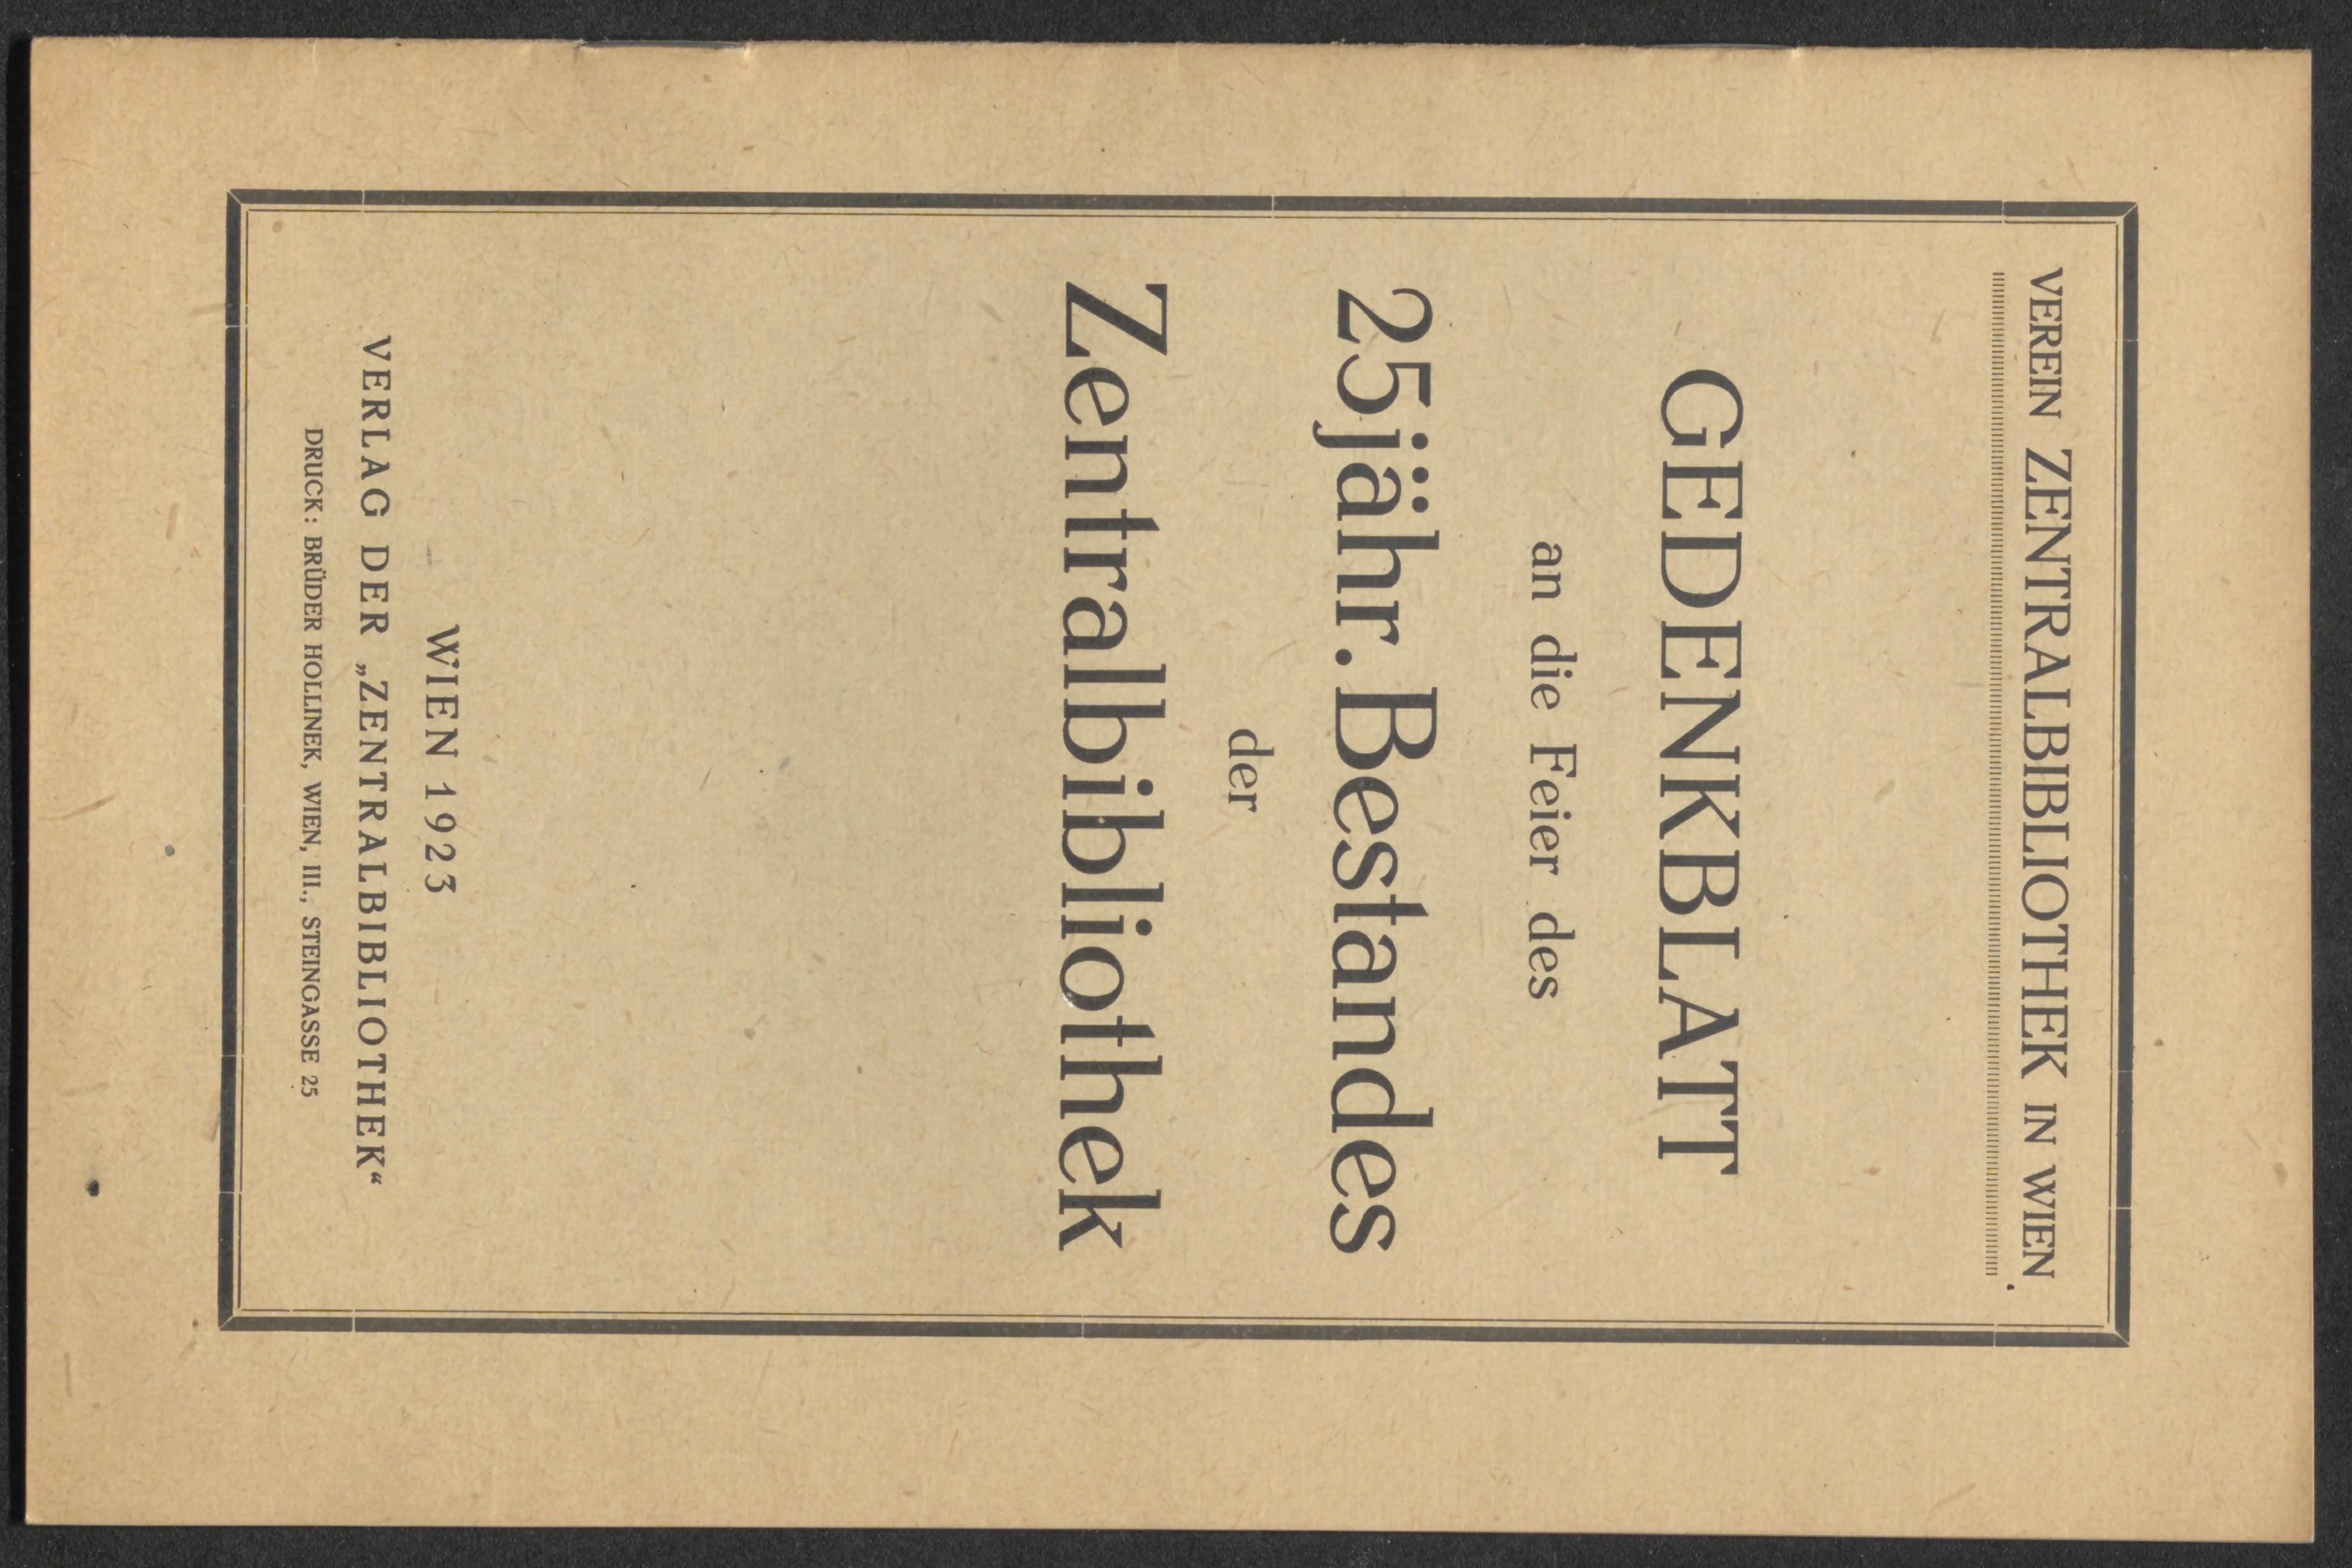 VEREIN ZENTRALBIBLIOTHEK IN WIEN
GEDENKBLATT
an die Feier des
25jähr. Bestandes
der
Zentralbibliothek
WIEN 1923
VERLAG DER „ZENTRALBIBLIOTHEK“
DRUCK: BRÜDER HOLLINEK, WIEN, III., STEINGASSE 25